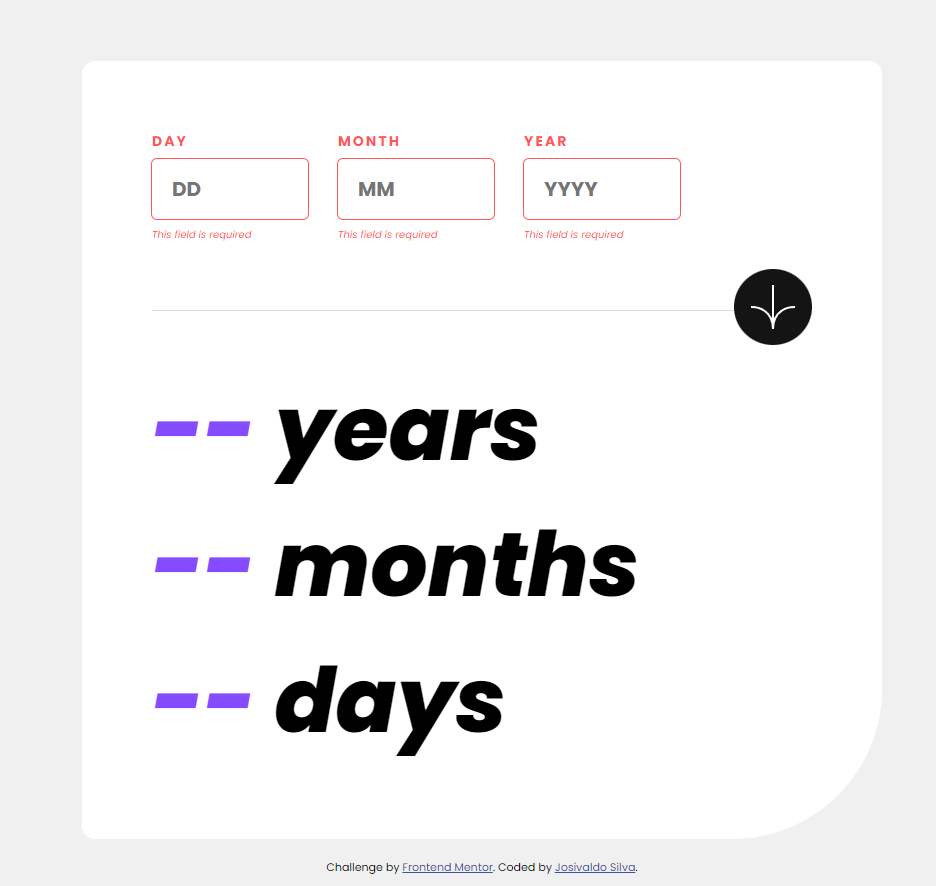 DAY MONTH YEAR
DD MM YYYY
This field is required This field is required This field is required
-- years
-- months
-- days
Challenge by Frontend Mentor. Coded by Josivaldo Silva.